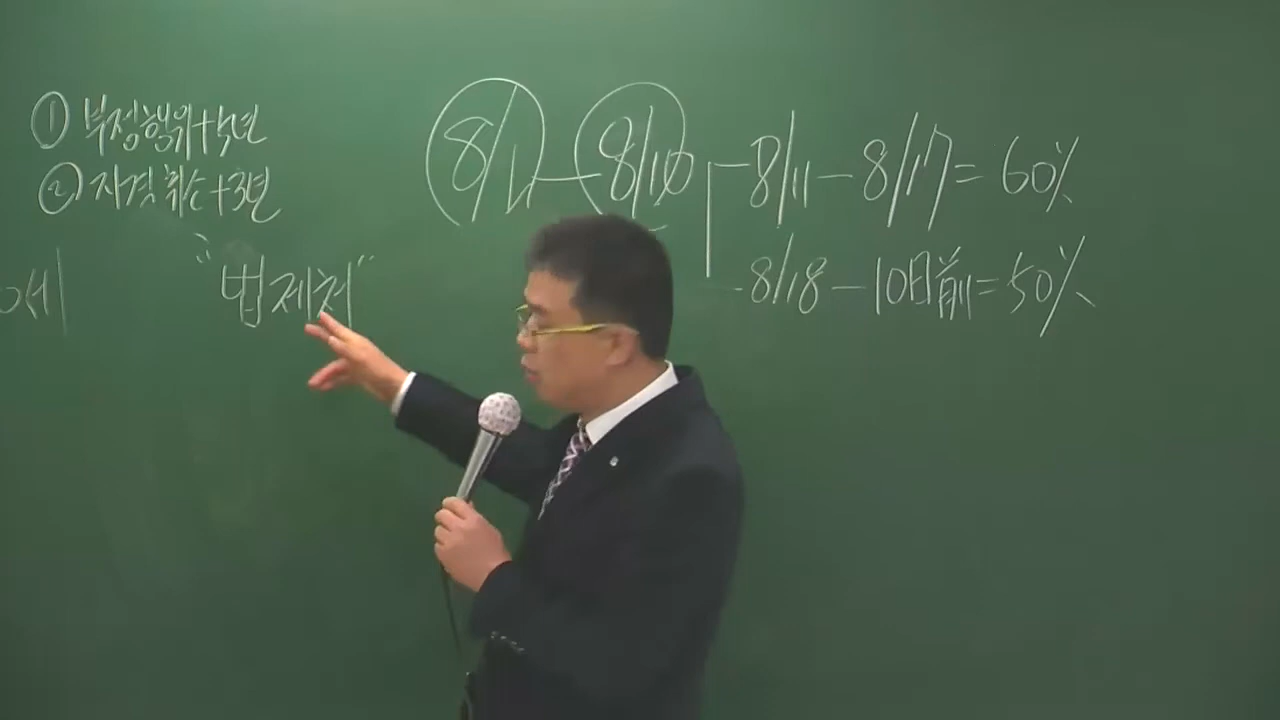 ① 부정행위+5년
② 자격취소+3년
세
"법제처"
8/1 — 8/10
-8/11 - 8/17 = 60%
-8/18 - 10日前 = 50%